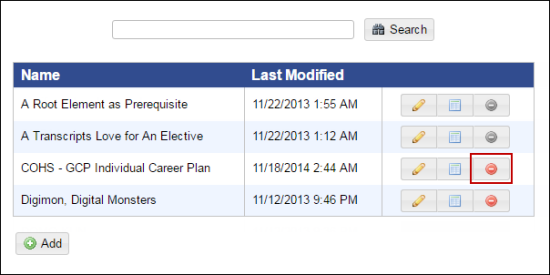 Search
Name Last Modified
A Root Element as Prerequisite 11/22/2013 1:55 AM
A Transcripts Love for An Elective 11/22/2013 1:12 AM
COHS - GCP Individual Career Plan 11/18/2014 2:44 AM
Digimon, Digital Monsters 11/12/2013 9:46 PM
Add